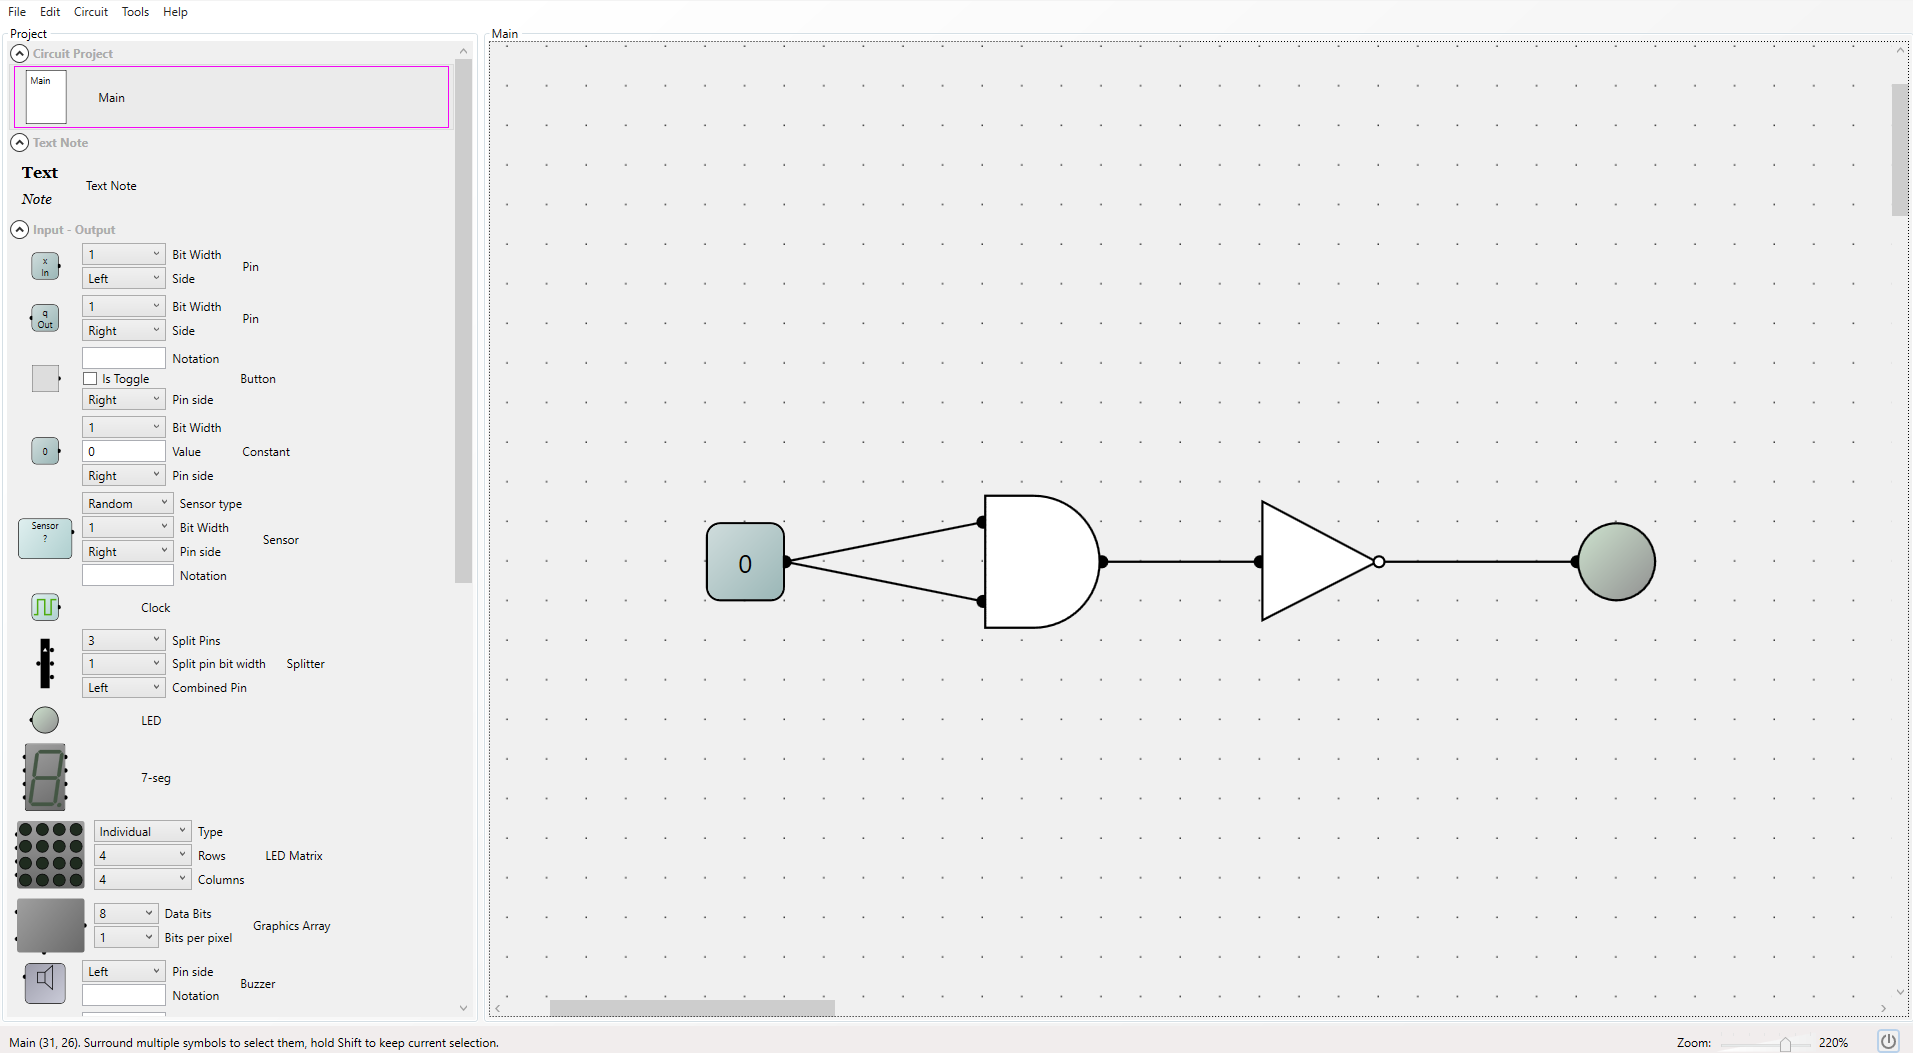 File Edit Circuit Tools Help
Project
Circuit Project
Main
Main
Text Note
Text
Note
Text Note
Input - Output
x
In
1
Bit Width
Left
Side
Pin
q
Out
1
Bit Width
Right
Side
Pin
Notation
Is Toggle
Right
Pin side
Button
0
1
Bit Width
0
Value
Right
Pin side
Constant
Sensor
?
Random
Sensor type
1
Bit Width
Right
Pin side
Notation
Sensor
Clock
3
Split Pins
1
Split pin bit width
Left
Combined Pin
Splitter
LED
7-seg
Individual
Type
4
Rows
4
Columns
LED Matrix
8
Data Bits
1
Bits per pixel
Graphics Array
Left
Pin side
Notation
Buzzer
Main
0
Main (31, 26). Surround multiple symbols to select them, hold Shift to keep current selection.
Zoom:
220%